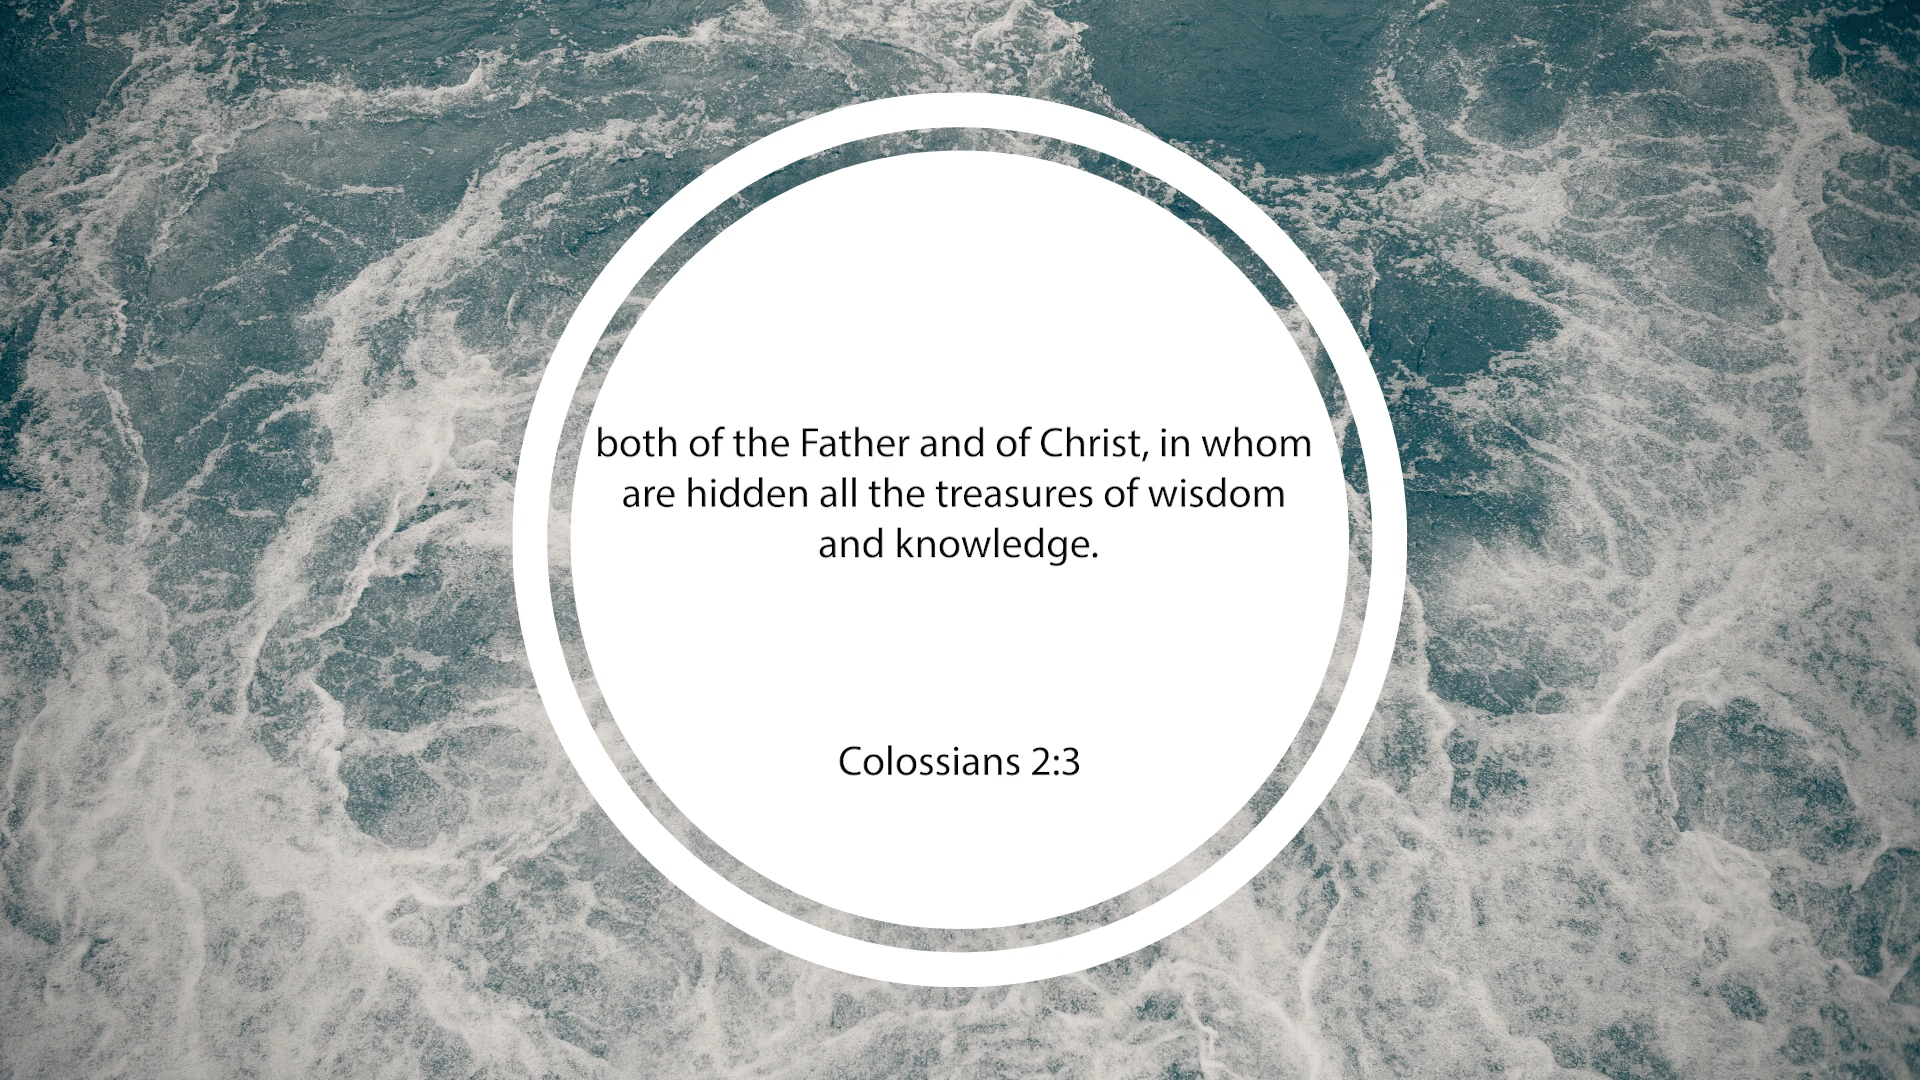 both of the Father and of Christ, in whom
are hidden all the treasures of wisdom
and knowledge.
Colossians 2:3